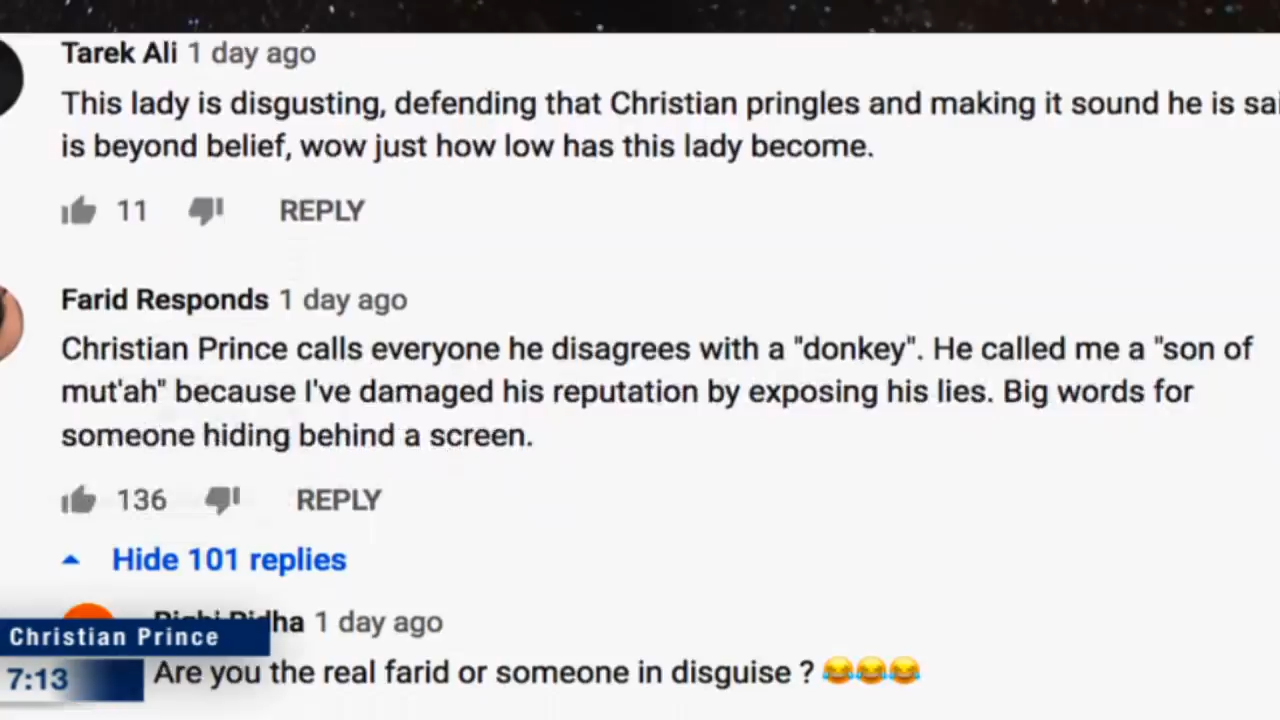 Tarek Ali 1 day ago
This lady is disgusting, defending that Christian pringles and making it sound he is
is beyond belief, wow just how low has this lady become.
11 REPLY
Farid Responds 1 day ago
Christian Prince calls everyone he disagrees with a "donkey". He called me a "son of
mut'ah" because I've damaged his reputation by exposing his lies. Big words for
someone hiding behind a screen.
136 REPLY
Hide 101 replies
1 day ago
Christian Prince
Are you the real farid or someone in disguise ? 😂😂😂
7:13